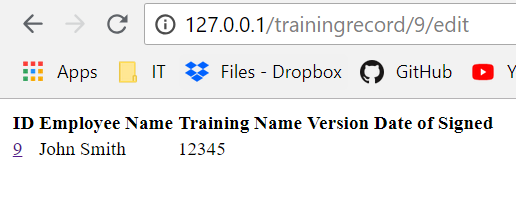 127.0.0.1/trainingrecord/9/edit
Apps IT Files - Dropbox GitHub Y
ID Employee Name Training Name Version Date of Signed
9 John Smith 12345